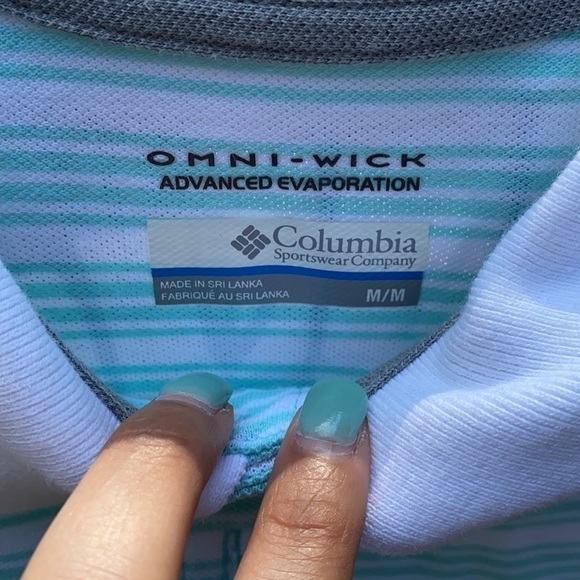 OMNI-WICK
ADVANCED EVAPORATION
Columbia
Sportswear Company
MADE IN SRI LANKA
FABRIQUÉ AU SRI LANKA
M/M